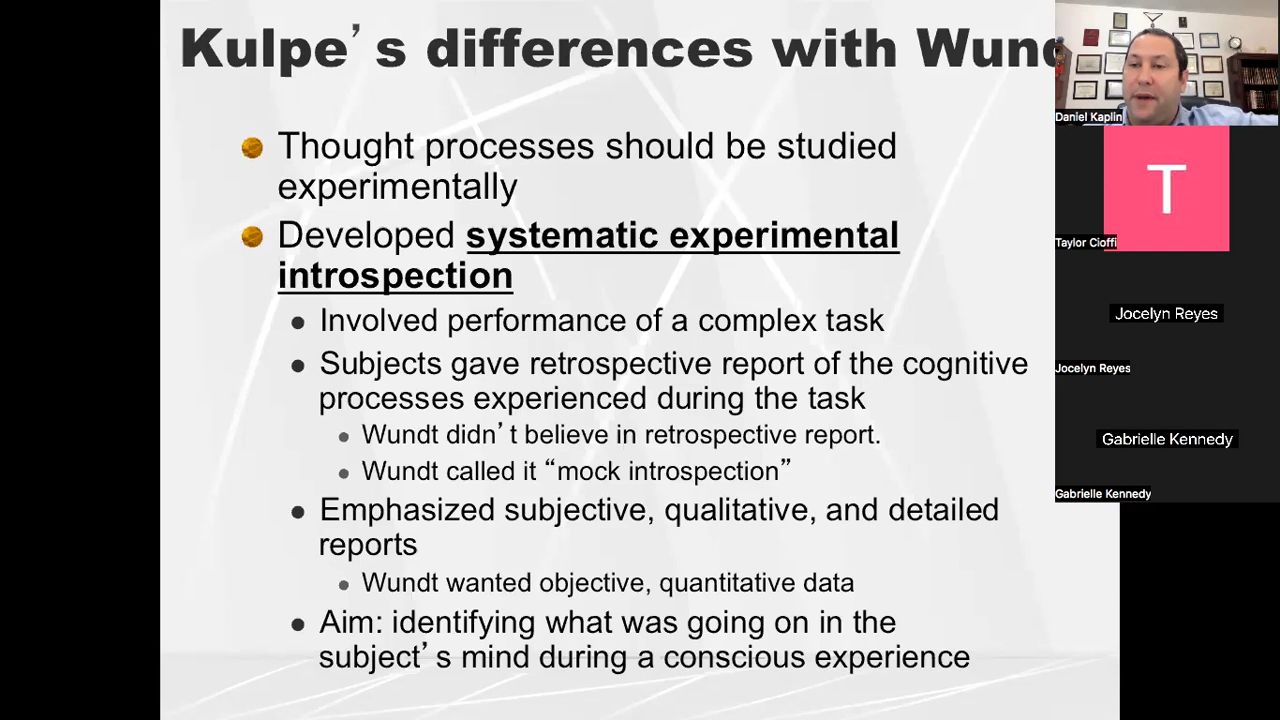 Kulpe’s differences with Wund
Thought processes should be studied
experimentally
Developed systematic experimental
introspection
Involved performance of a complex task
Subjects gave retrospective report of the cognitive
processes experienced during the task
Wundt didn’t believe in retrospective report.
Wundt called it “mock introspection”
Emphasized subjective, qualitative, and detailed
reports
Wundt wanted objective, quantitative data
Aim: identifying what was going on in the
subject’s mind during a conscious experience
Daniel Kaplin
T
Taylor Cioffi
Jocelyn Reyes
Jocelyn Reyes
Gabrielle Kennedy
Gabrielle Kennedy